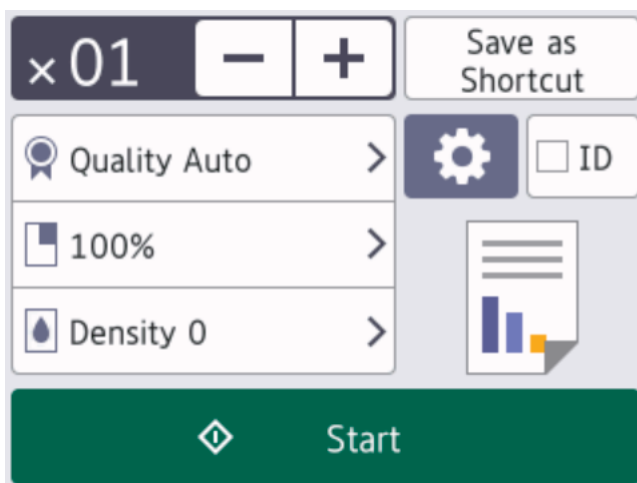 ×01
Save as
Shortcut
Quality Auto
ID
100%
Density 0
Start